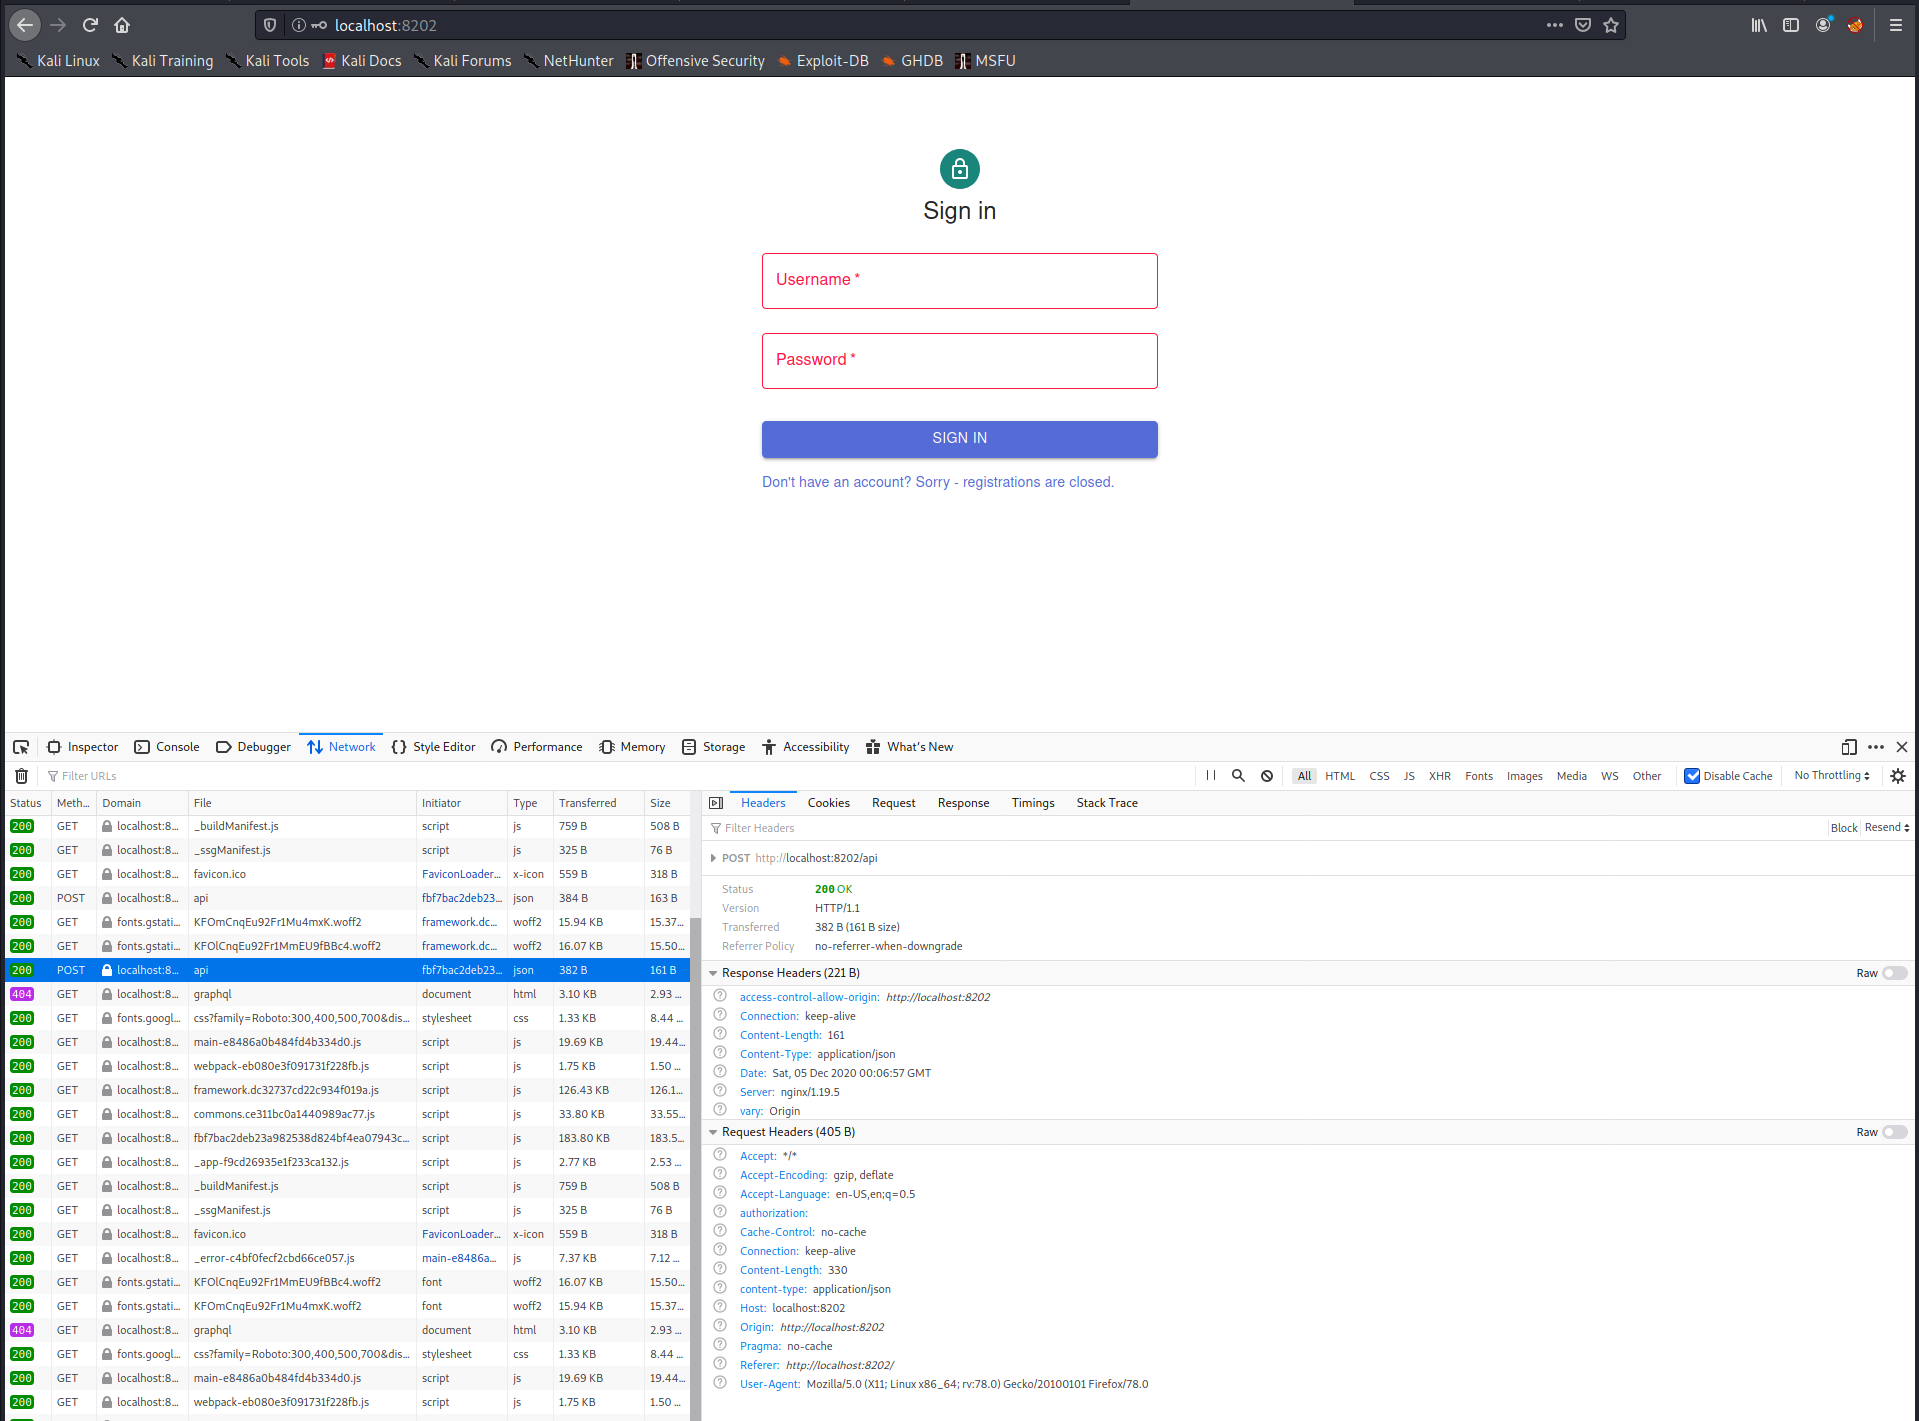 localhost:8202
Kali Linux Kali Training Kali Tools Kali Docs Kali Forums NetHunter Offensive Security Exploit-DB GHDB MSFU
Sign in
Username *
Password *
SIGN IN
Don't have an account? Sorry - registrations are closed.
Inspector Console Debugger Network Style Editor Performance Memory Storage Accessibility What's New
Filter URLs All HTML CSS JS XHR Fonts Images Media WS Other Disable Cache No Throttling
Status Meth... Domain File Initiator Type Transferred Size
200 GET localhost:8... _buildManifest.js script js 759 B 508 B
200 GET localhost:8... _ssgManifest.js script js 325 B 76 B
200 GET localhost:8... favicon.ico FaviconLoader... x-icon 559 B 318 B
200 POST localhost:8... api fbf7bac2deb23... json 384 B 163 B
200 GET fonts.gstati... KFOmCnqEu92Fr1Mu4mxK.woff2 framework.dc... woff2 15.94 KB 15.37...
200 GET fonts.gstati... KFOlCnqEu92Fr1MmEU9fBBc4.woff2 framework.dc... woff2 16.07 KB 15.50...
200 POST localhost:8... api fbf7bac2deb23... json 382 B 161 B
404 GET localhost:8... graphql document html 3.10 KB 2.93 ...
200 GET fonts.googl... css?family=Roboto:300,400,500,700&dis... stylesheet css 1.33 KB 8.44 ...
200 GET localhost:8... main-e8486a0b484fd4b334d0.js script js 19.69 KB 19.44...
200 GET localhost:8... webpack-eb080e3f091731f228fb.js script js 1.75 KB 1.50 ...
200 GET localhost:8... framework.dc32737cd22c934f019a.js script js 126.43 KB 126.1...
200 GET localhost:8... commons.ce311bc0a1440989ac77.js script js 33.80 KB 33.55...
200 GET localhost:8... fbf7bac2deb23a982538d824bf4ea07943c... script js 183.80 KB 183.5...
200 GET localhost:8... _app-f9cd26935e1f233ca132.js script js 2.77 KB 2.53 ...
200 GET localhost:8... _buildManifest.js script js 759 B 508 B
200 GET localhost:8... _ssgManifest.js script js 325 B 76 B
200 GET localhost:8... favicon.ico FaviconLoader... x-icon 559 B 318 B
200 GET localhost:8... _error-c4bf0fecf2cbd66ce057.js main-e8486a... js 7.37 KB 7.12 ...
200 GET fonts.gstati... KFOlCnqEu92Fr1MmEU9fBBc4.woff2 font woff2 16.07 KB 15.50...
200 GET fonts.gstati... KFOmCnqEu92Fr1Mu4mxK.woff2 font woff2 15.94 KB 15.37...
404 GET localhost:8... graphql document html 3.10 KB 2.93 ...
200 GET fonts.googl... css?family=Roboto:300,400,500,700&dis... stylesheet css 1.33 KB 8.44 ...
200 GET localhost:8... main-e8486a0b484fd4b334d0.js script js 19.69 KB 19.44...
200 GET localhost:8... webpack-eb080e3f091731f228fb.js script js 1.75 KB 1.50 ...
Headers Cookies Request Response Timings Stack Trace
Filter Headers Block Resend
POST http://localhost:8202/api
Status 200 OK
Version HTTP/1.1
Transferred 382 B (161 B size)
Referrer Policy no-referrer-when-downgrade
Response Headers (221 B) Raw
access-control-allow-origin: http://localhost:8202
Connection: keep-alive
Content-Length: 161
Content-Type: application/json
Date: Sat, 05 Dec 2020 00:06:57 GMT
Server: nginx/1.19.5
vary: Origin
Request Headers (405 B) Raw
Accept: */*
Accept-Encoding: gzip, deflate
Accept-Language: en-US,en;q=0.5
authorization:
Cache-Control: no-cache
Connection: keep-alive
Content-Length: 330
content-type: application/json
Host: localhost:8202
Origin: http://localhost:8202
Pragma: no-cache
Referer: http://localhost:8202/
User-Agent: Mozilla/5.0 (X11; Linux x86_64; rv:78.0) Gecko/20100101 Firefox/78.0